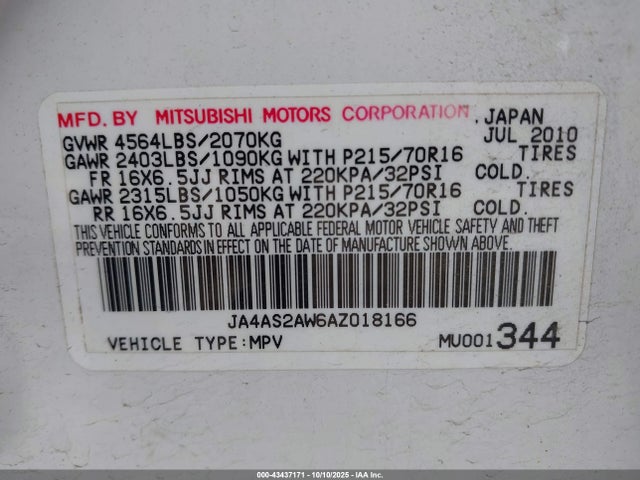 MFD. BY MITSUBISHI MOTORS CORPORATION, JAPAN
GVWR 4564LBS/2070KG JUL 2010
GAWR 2403LBS/1090KG WITH P215/70R16 TIRES
FR 16X6.5JJ RIMS AT 220KPA/32PSI COLD.
GAWR 2315LBS/1050KG WITH P215/70R16 TIRES
RR 16X6.5JJ RIMS AT 220KPA/32PSI COLD.
THIS VEHICLE CONFORMS TO ALL APPLICABLE FEDERAL MOTOR VEHICLE SAFETY AND THEFT
PREVENTION STANDARDS IN EFFECT ON THE DATE OF MANUFACTURE SHOWN ABOVE.
JA4AS2AW6AZ018166
VEHICLE TYPE:MPV MU001344
000-43437171 - 10/10/2025 - IAA Inc.